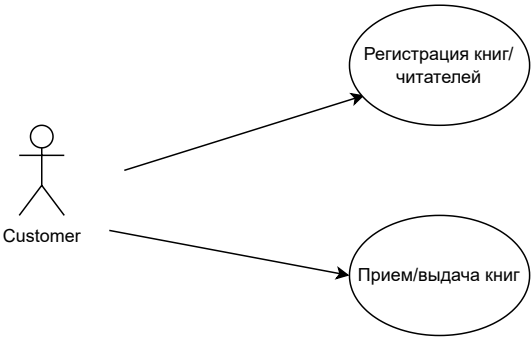 Регистрация книг/
читателей
Customer
Прием/выдача книг